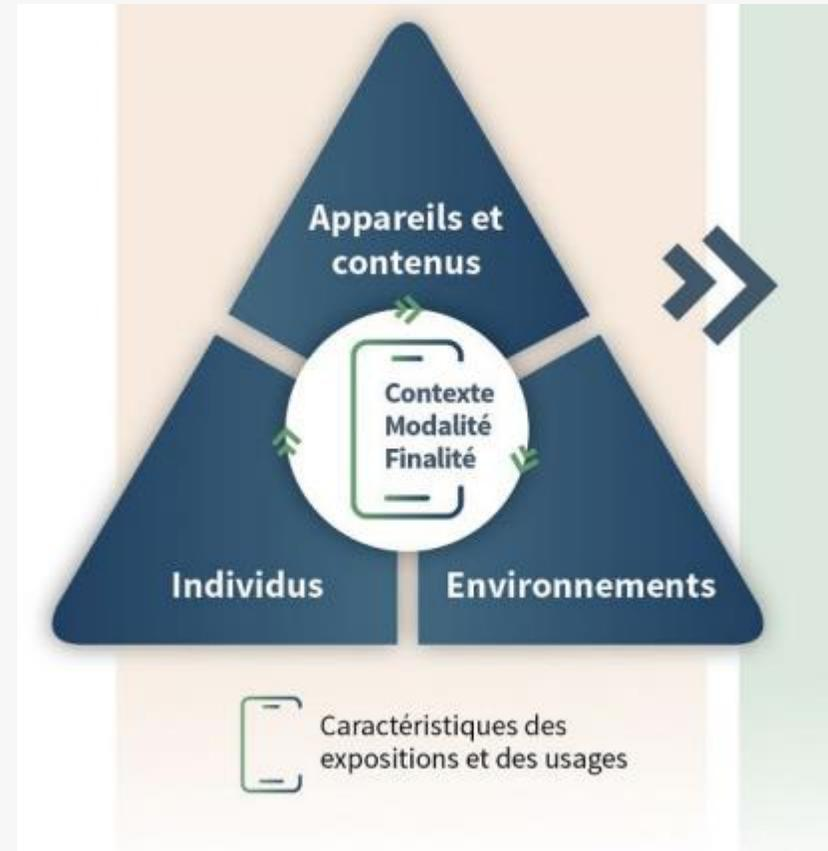 Appareils et
contenus
Contexte
Modalité
Finalité
Individus
Environnements
Caractéristiques des
expositions et des usages